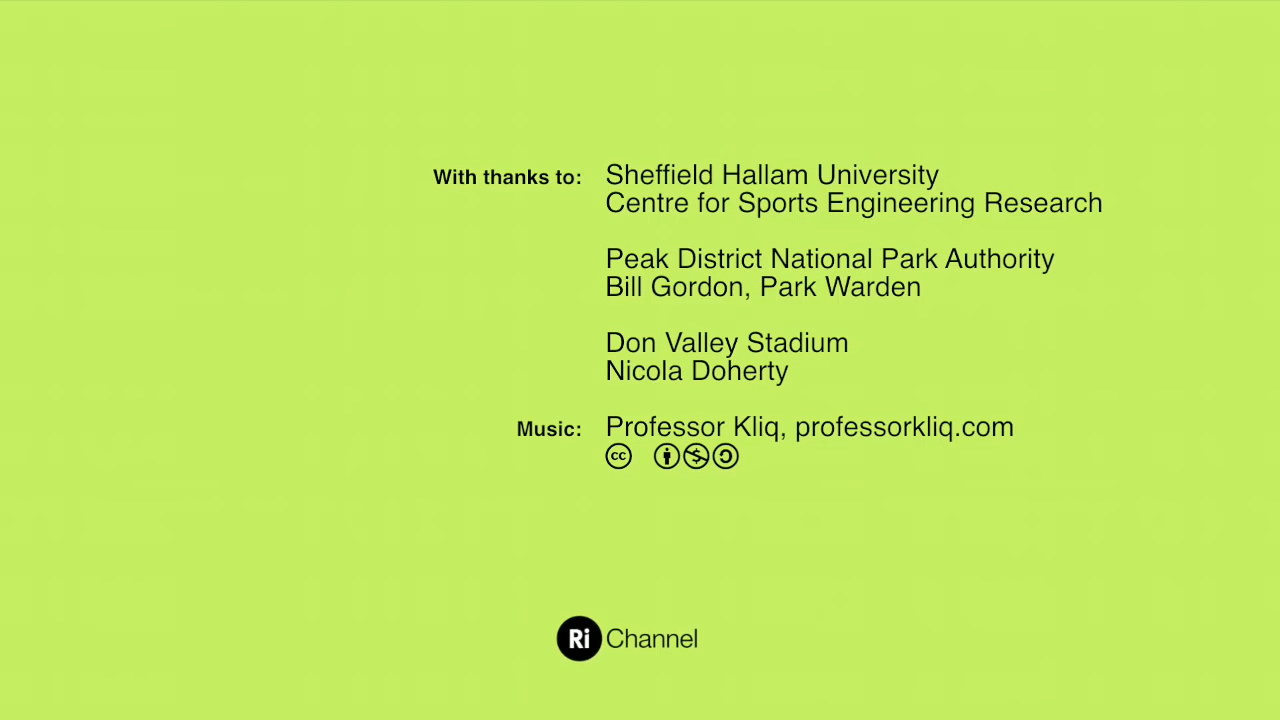 With thanks to: Sheffield Hallam University
Centre for Sports Engineering Research
Peak District National Park Authority
Bill Gordon, Park Warden
Don Valley Stadium
Nicola Doherty
Music: Professor Kliq, professorkliq.com
cc
Ri Channel